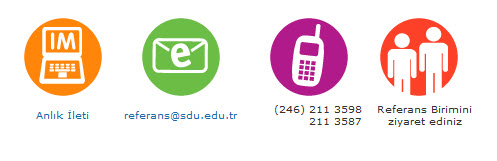 IM
e
Anlık İleti
referans@sdu.edu.tr
(246) 211 3598
211 3587
Referans Birimini
ziyaret ediniz